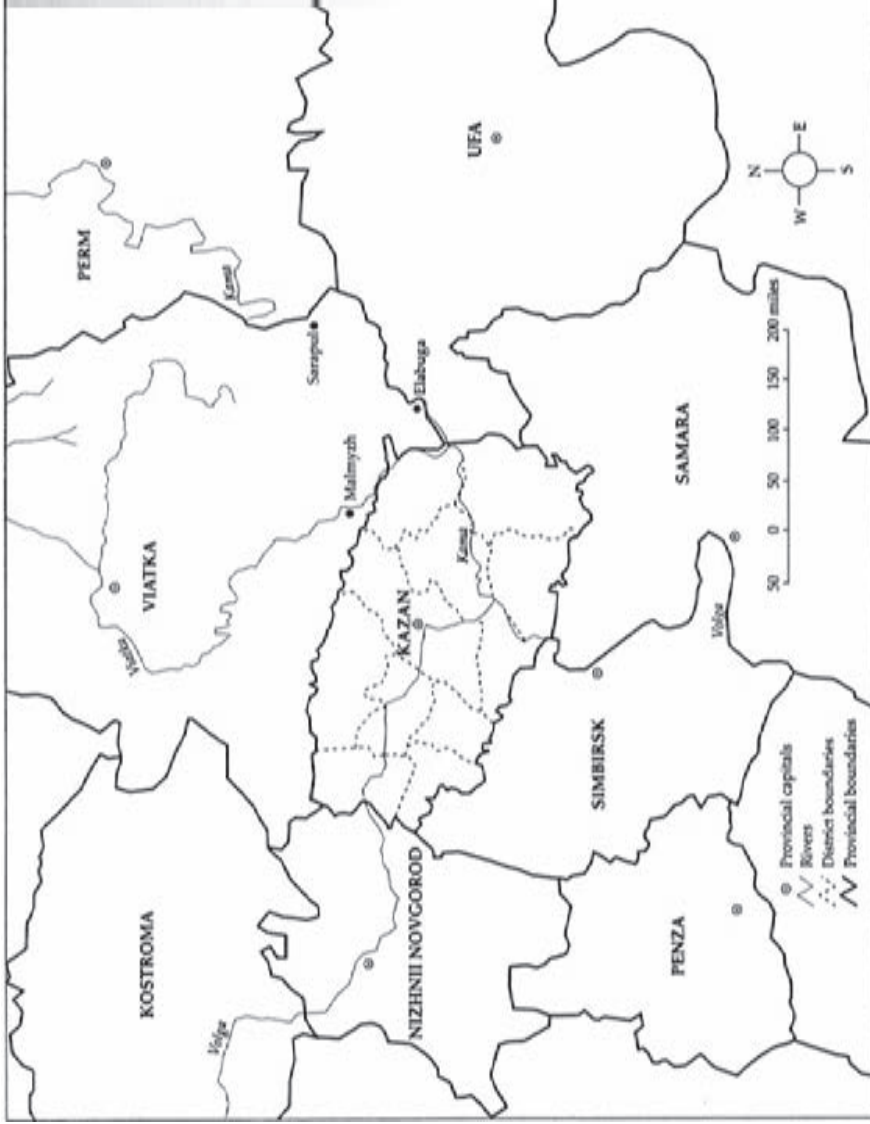 KOSTROMA
VIATKA
PERM
Viatka
Kama
Volga
Sarapul
Malmyzh
Elabuga
NIZHNII NOVGOROD
KAZAN
Kama
UFA
PENZA
SIMBIRSK
SAMARA
Volga
Provincial capitals
Rivers
District boundaries
Provincial boundaries
50 0 50 100 150 200 miles
N
W E
S